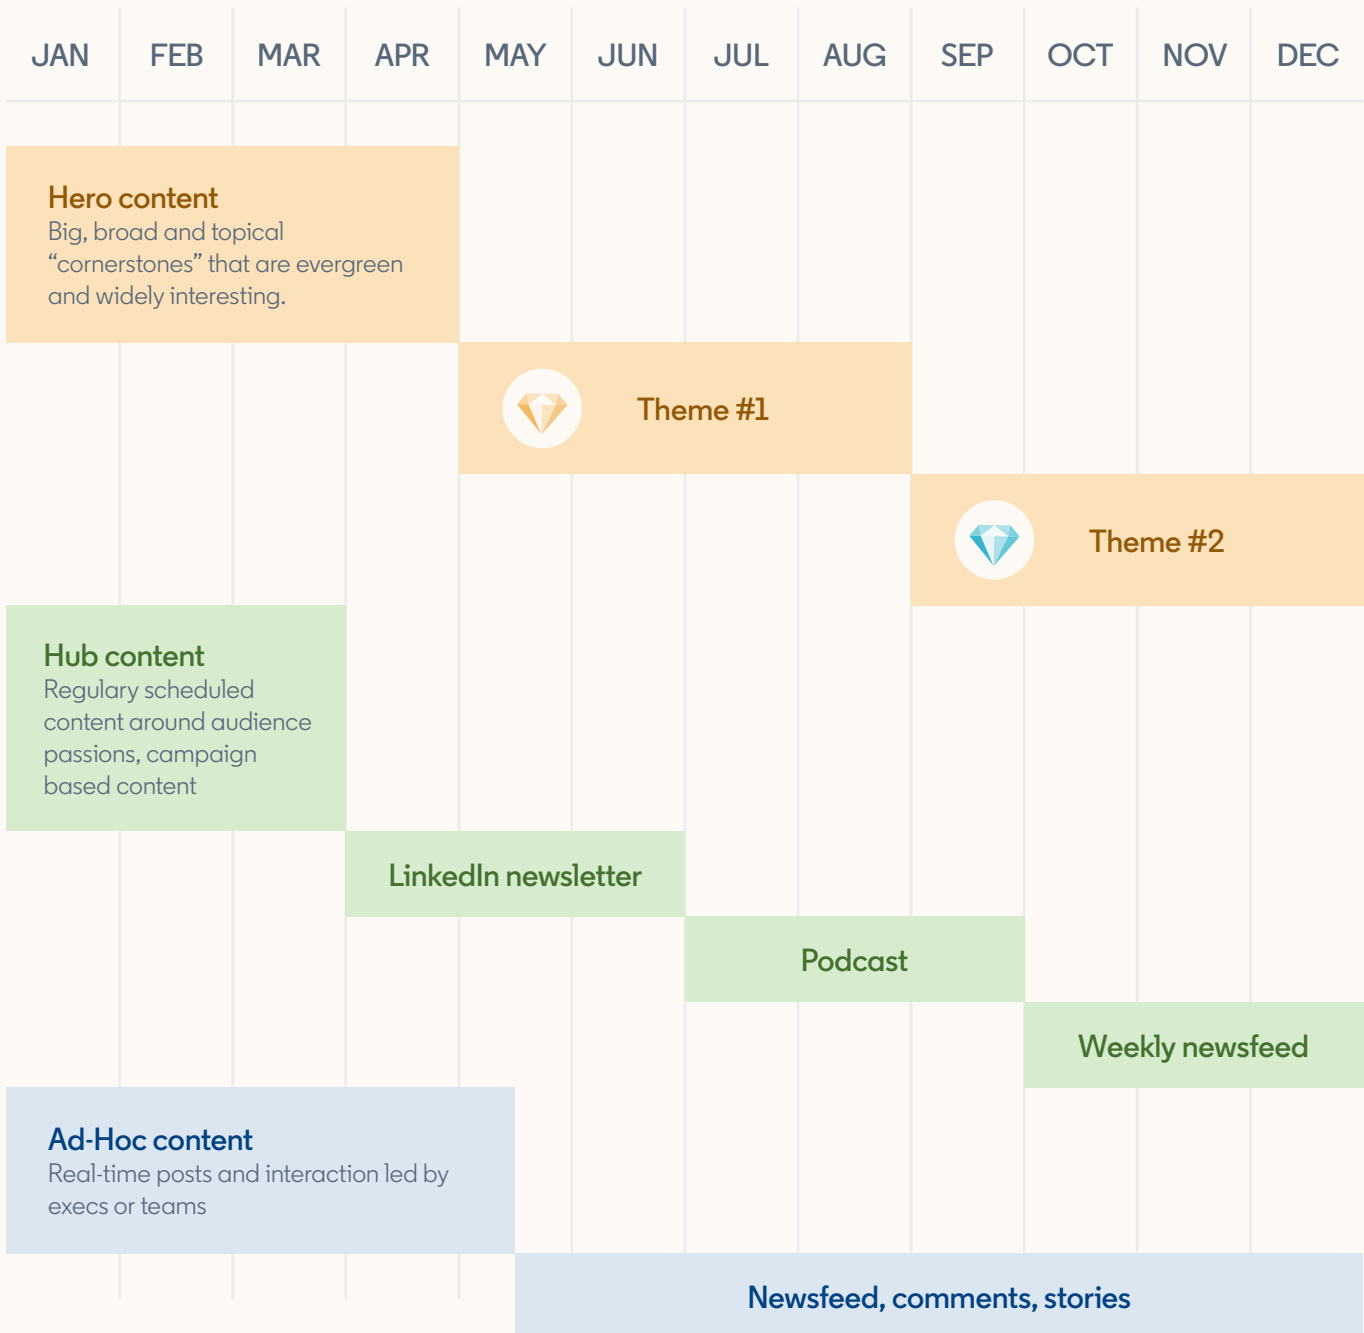 JAN FEB MAR APR MAY JUN JUL AUG SEP OCT NOV DEC
Hero content
Big, broad and topical
“cornerstones” that are evergreen
and widely interesting.
Theme #1
Theme #2
Hub content
Regulary scheduled
content around audience
passions, campaign
based content
LinkedIn newsletter
Podcast
Weekly newsfeed
Ad-Hoc content
Real-time posts and interaction led by
execs or teams
Newsfeed, comments, stories